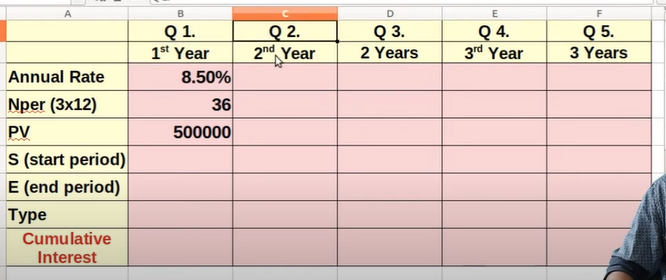 A B C D E F
Q 1. Q 2. Q 3. Q 4. Q 5.
1st Year 2nd Year 2 Years 3rd Year 3 Years
Annual Rate 8.50%
Nper (3x12) 36
PV 500000
S (start period)
E (end period)
Type
Cumulative
Interest